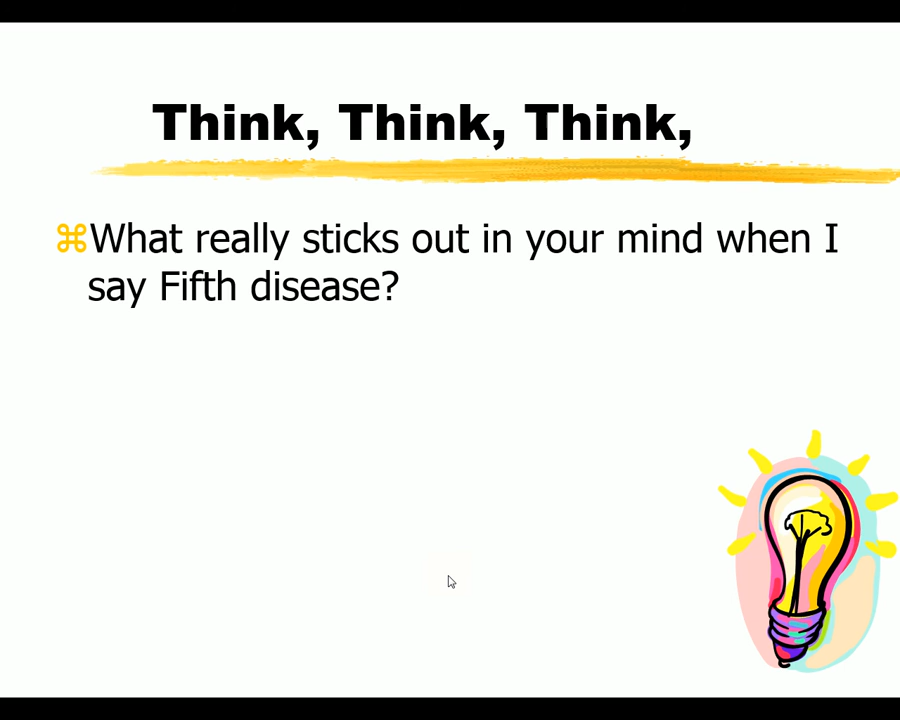 Think, Think, Think,
⌘What really sticks out in your mind when I
say Fifth disease?